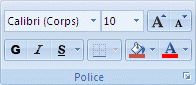 Calibri (Corps) 10 A A
G I S A
Police